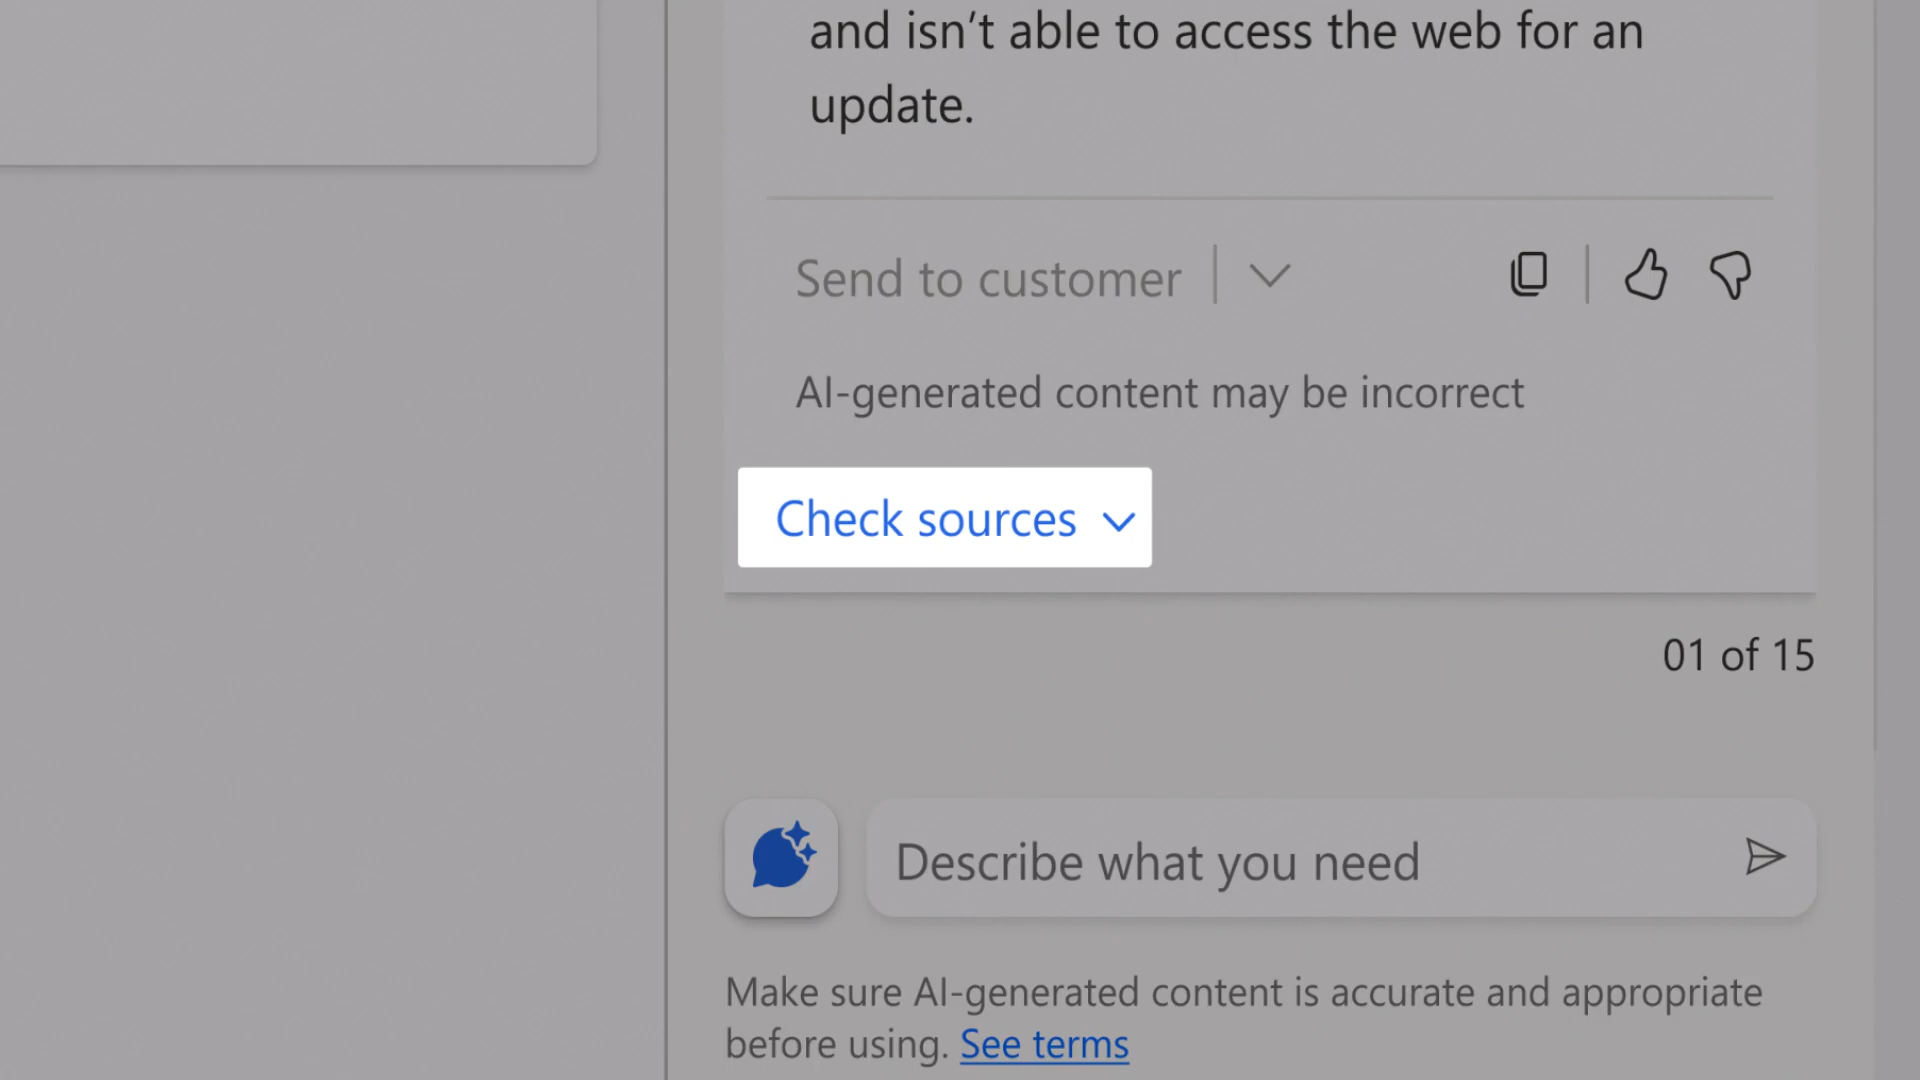 and isn’t able to access the web for an
update.
Send to customer
AI-generated content may be incorrect
Check sources
01 of 15
Describe what you need
Make sure AI-generated content is accurate and appropriate
before using. See terms